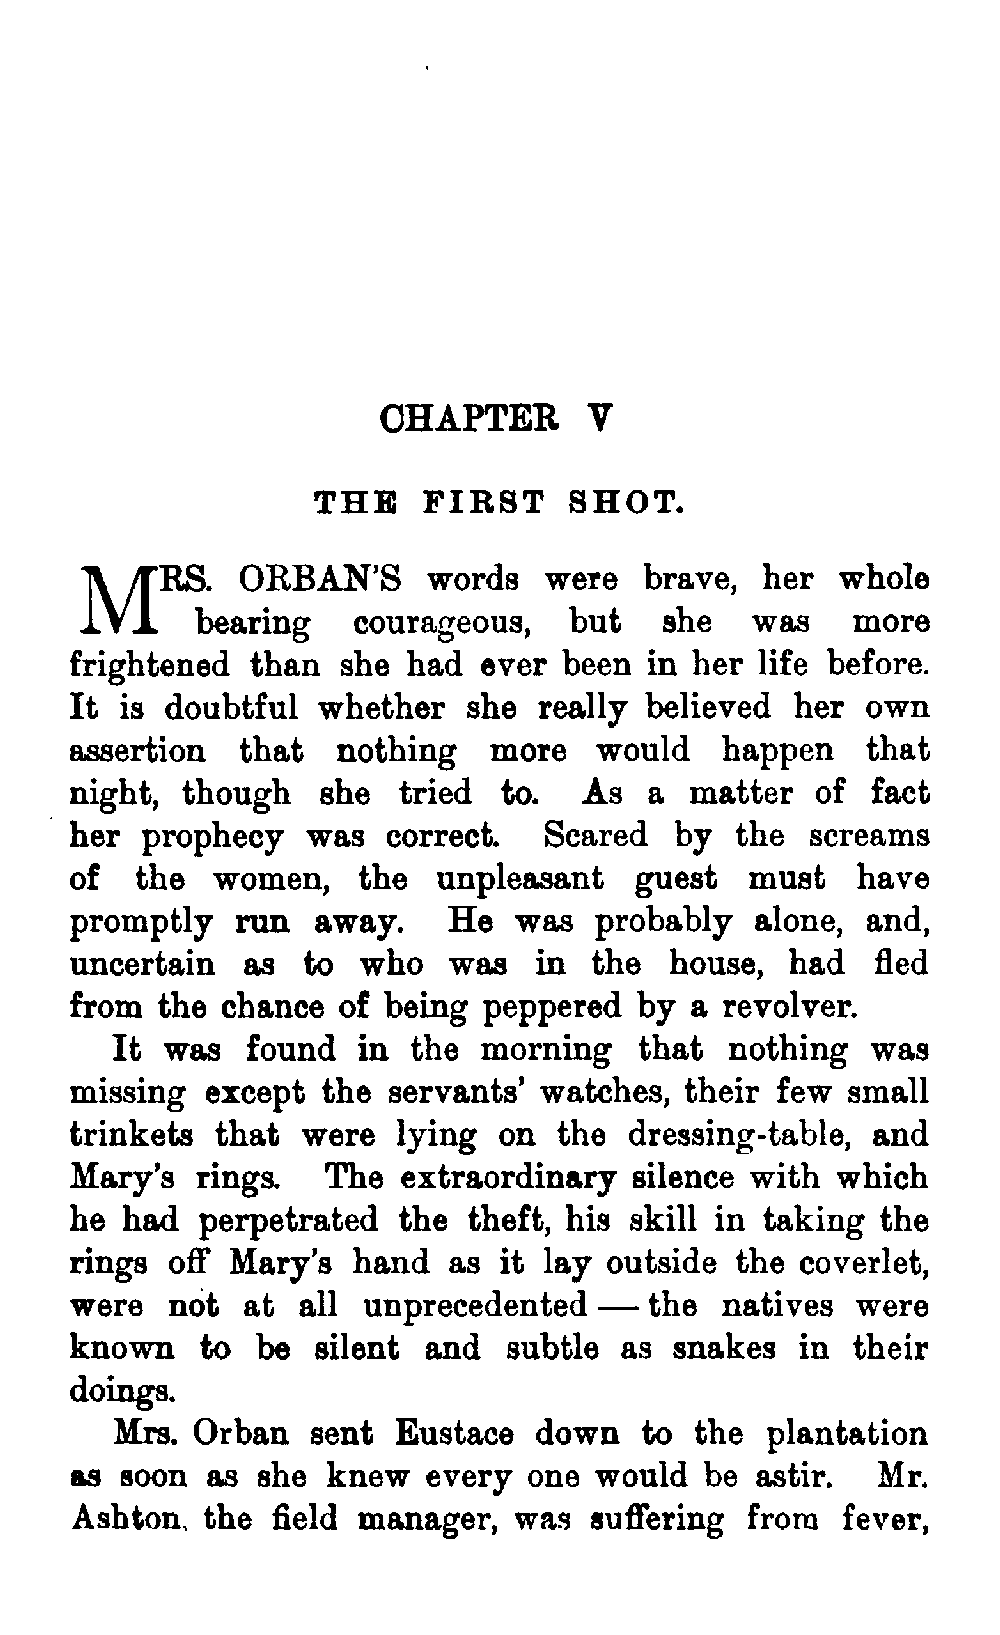 CHAPTER V
THE FIRST SHOT.
MRS. ORBAN'S words were brave, her whole
bearing courageous, but she was more
frightened than she had ever been in her life before.
It is doubtful whether she really believed her own
assertion that nothing more would happen that
night, though she tried to. As a matter of fact
her prophecy was correct. Scared by the screams
of the women, the unpleasant guest must have
promptly run away. He was probably alone, and,
uncertain as to who was in the house, had fled
from the chance of being peppered by a revolver.
It was found in the morning that nothing was
missing except the servants' watches, their few small
trinkets that were lying on the dressing-table, and
Mary's rings. The extraordinary silence with which
he had perpetrated the theft, his skill in taking the
rings off Mary's hand as it lay outside the coverlet,
were not at all unprecedented — the natives were
known to be silent and subtle as snakes in their
doings.
Mrs. Orban sent Eustace down to the plantation
as soon as she knew every one would be astir. Mr.
Ashton, the field manager, was suffering from fever,